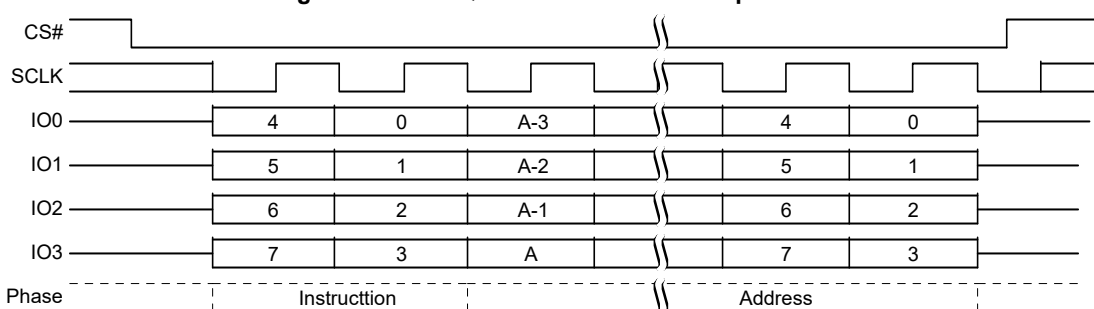 CS#
SCLK
IO0 4 0 A-3 4 0
IO1 5 1 A-2 5 1
IO2 6 2 A-1 6 2
IO3 7 3 A 7 3
Phase Instructtion Address